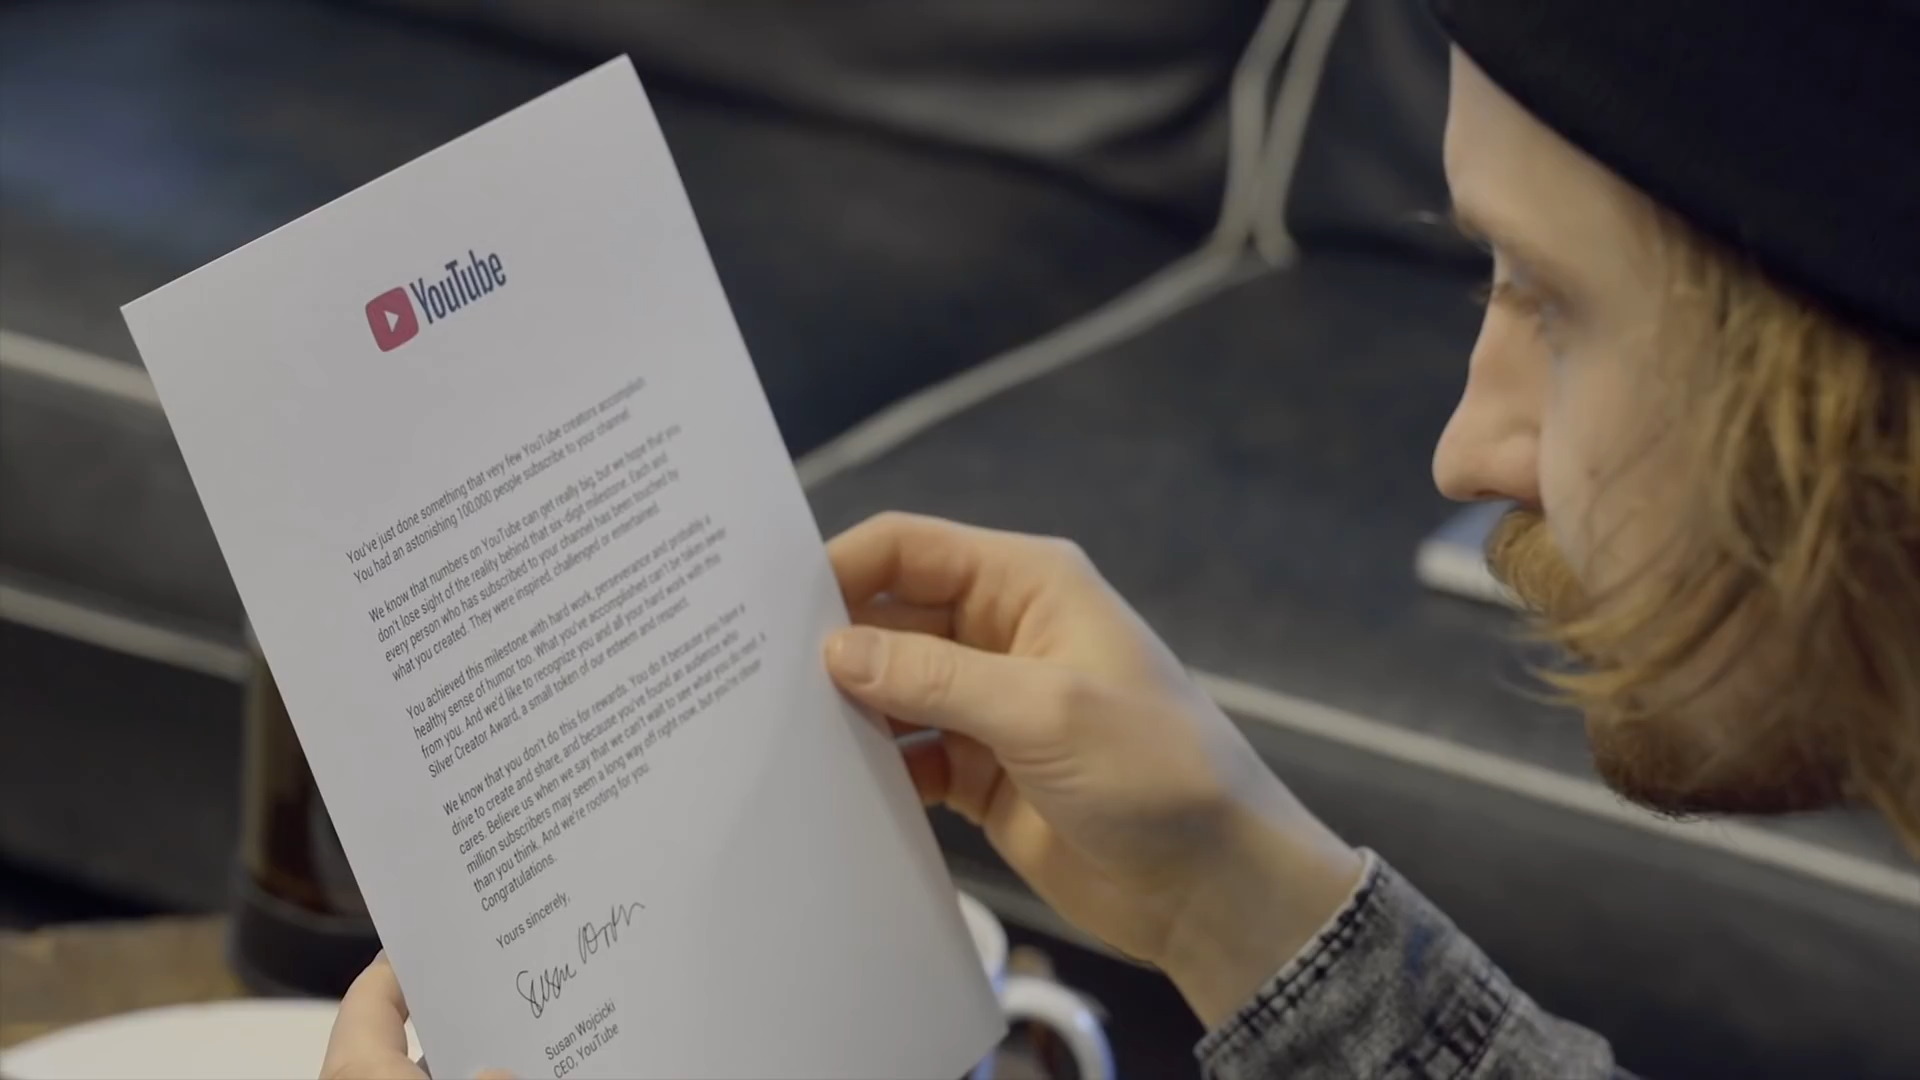 YouTube
You've just done something that very few YouTube creators accomplish
You had an astonishing 100,000 people subscribe to your channel.
We know that numbers on YouTube can get really big, but we hope that you
don't lose sight of the reality behind that six-digit milestone. Each and
every person who has subscribed to your channel has been touched by
what you created. They were inspired, challenged or entertained.
You achieved this milestone with hard work, perseverance and probably a
healthy sense of humor too. What you've accomplished can't be taken away
from you. And we'd like to recognize you and all your hard work with this
Silver Creator Award, a small token of our esteem and respect.
We know that you don't do this for rewards. You do it because you have a
drive to create and share, and because you've found an audience who
cares. Believe us when we say that we can't wait to see what you do next. a
million subscribers may seem a long way off right now, but you're closer
than you think. And we're rooting for you.
Congratulations.
Yours sincerely,
Susan Wojcicki
CEO, YouTube